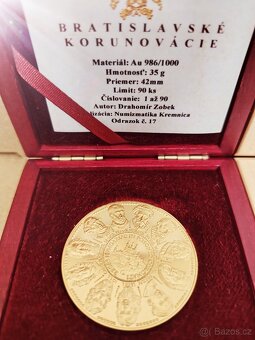 BRATISLAVSKÉ
KORUNOVÁCIE
Materiál: Au 986/1000
Hmotnosť: 35 g
Priemer: 42mm
Limit: 90 ks
Číslovanie: 1 až 90
Autor: Drahomír Zobek
lizácia: Numizmatika Kremnica
Odrazok č. 17
Bazos.cz